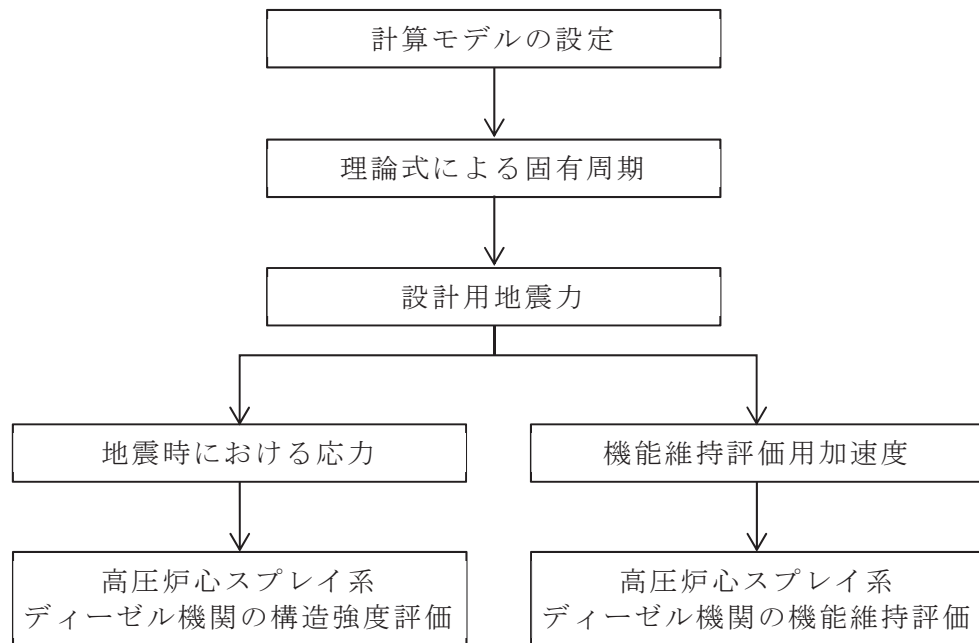 計算モデルの設定
理論式による固有周期
設計用地震力
地震時における応力
機能維持評価用加速度
高圧炉心スプレイ系
ディーゼル機関の構造強度評価
高圧炉心スプレイ系
ディーゼル機関の機能維持評価